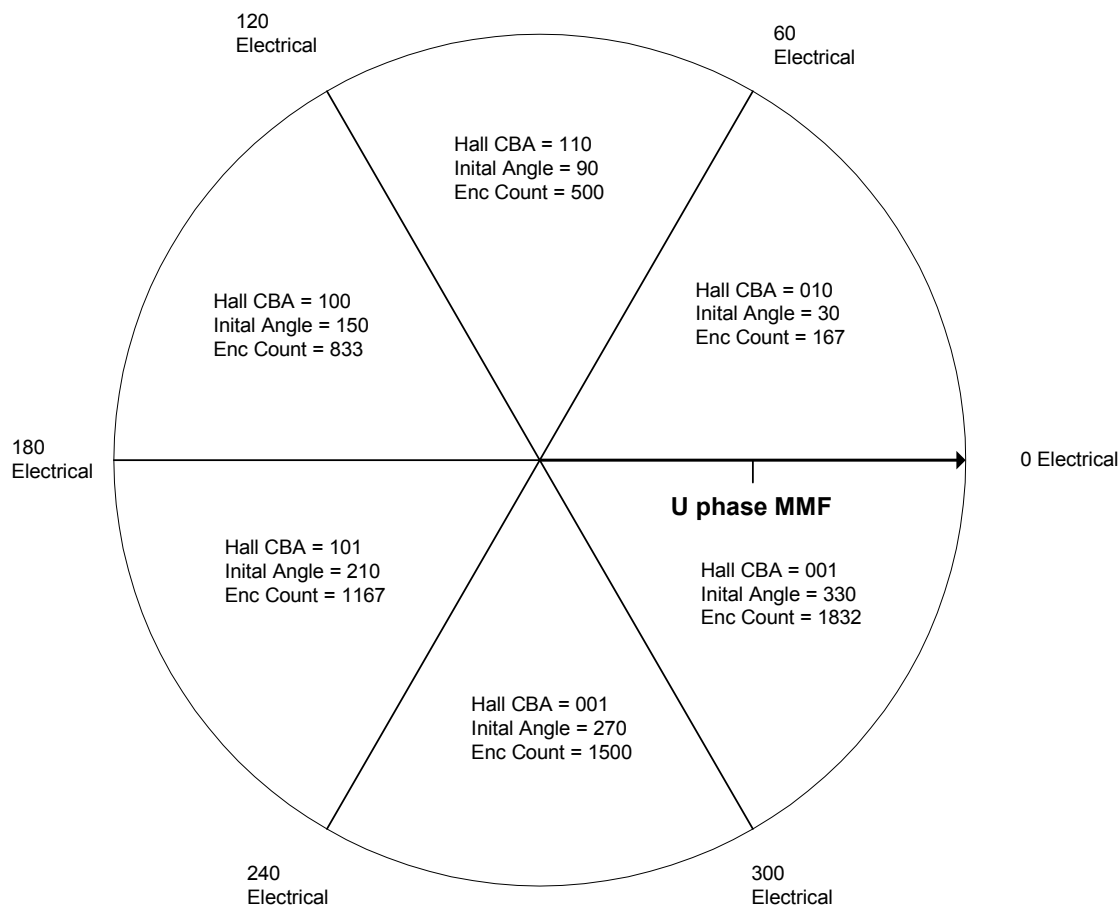 120
Electrical
60
Electrical
Hall CBA = 110
Inital Angle = 90
Enc Count = 500
Hall CBA = 100
Inital Angle = 150
Enc Count = 833
Hall CBA = 010
Inital Angle = 30
Enc Count = 167
180
Electrical
0 Electrical
U phase MMF
Hall CBA = 101
Inital Angle = 210
Enc Count = 1167
Hall CBA = 001
Inital Angle = 330
Enc Count = 1832
Hall CBA = 001
Inital Angle = 270
Enc Count = 1500
240
Electrical
300
Electrical